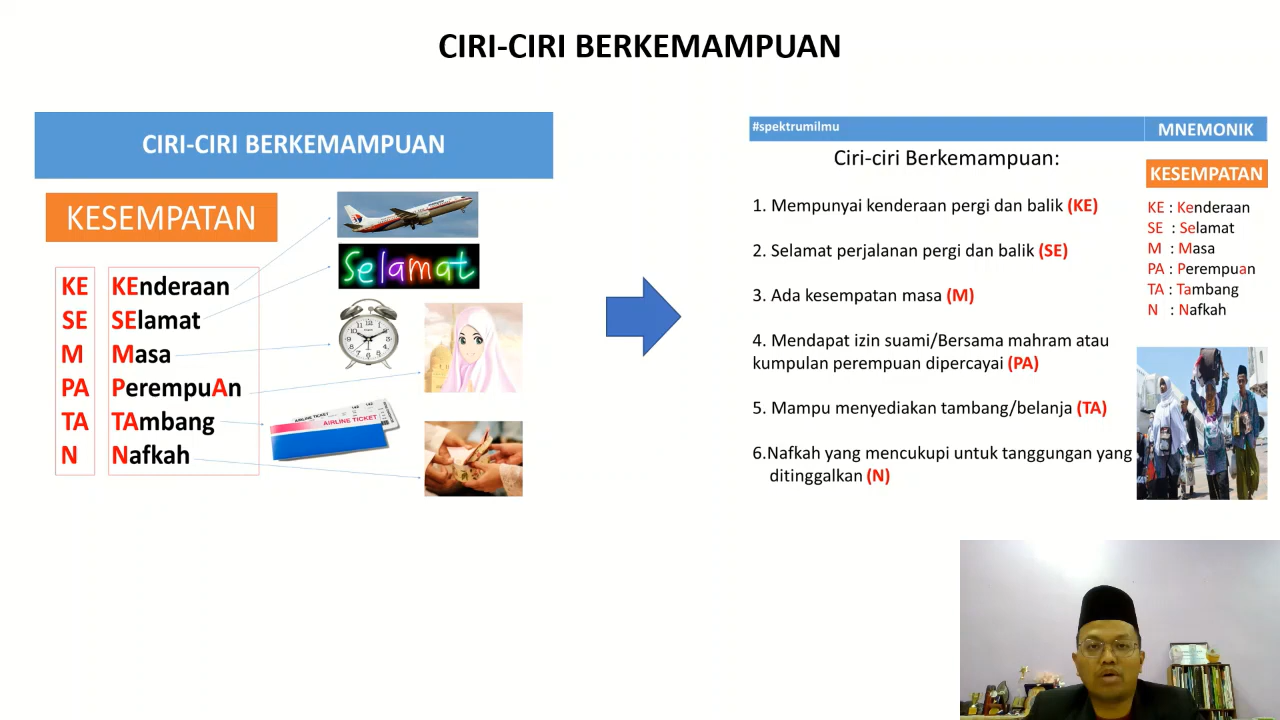 CIRI-CIRI BERKEMAMPUAN
CIRI-CIRI BERKEMAMPUAN
KESEMPATAN
KE KEnderaan
SE SElamat
M Masa
PA PerempuAn
TA TAmbang
N Nafkah
Selamat
AIRLINE TICKET
AIRLINE TICKET
#spektrumilmu
MNEMONIK
Ciri-ciri Berkemampuan:
1. Mempunyai kenderaan pergi dan balik (KE)
2. Selamat perjalanan pergi dan balik (SE)
3. Ada kesempatan masa (M)
4. Mendapat izin suami/Bersama mahram atau
kumpulan perempuan dipercayai (PA)
5. Mampu menyediakan tambang/belanja (TA)
6.Nafkah yang mencukupi untuk tanggungan yang
ditinggalkan (N)
KESEMPATAN
KE : Kenderaan
SE : Selamat
M : Masa
PA : Perempuan
TA : Tambang
N : Nafkah